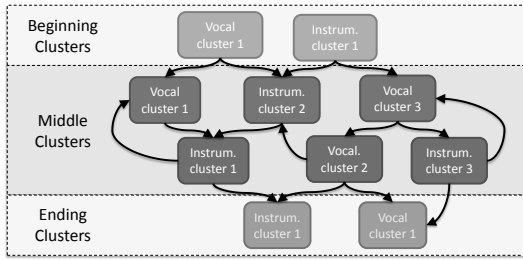 Beginning
Clusters
Vocal
cluster 1
Instrum.
cluster 1
Middle
Clusters
Vocal
cluster 1
Instrum.
cluster 2
Vocal
cluster 3
Instrum.
cluster 1
Vocal.
cluster 2
Instrum.
cluster 3
Ending
Clusters
Instrum.
cluster 1
Vocal
cluster 1